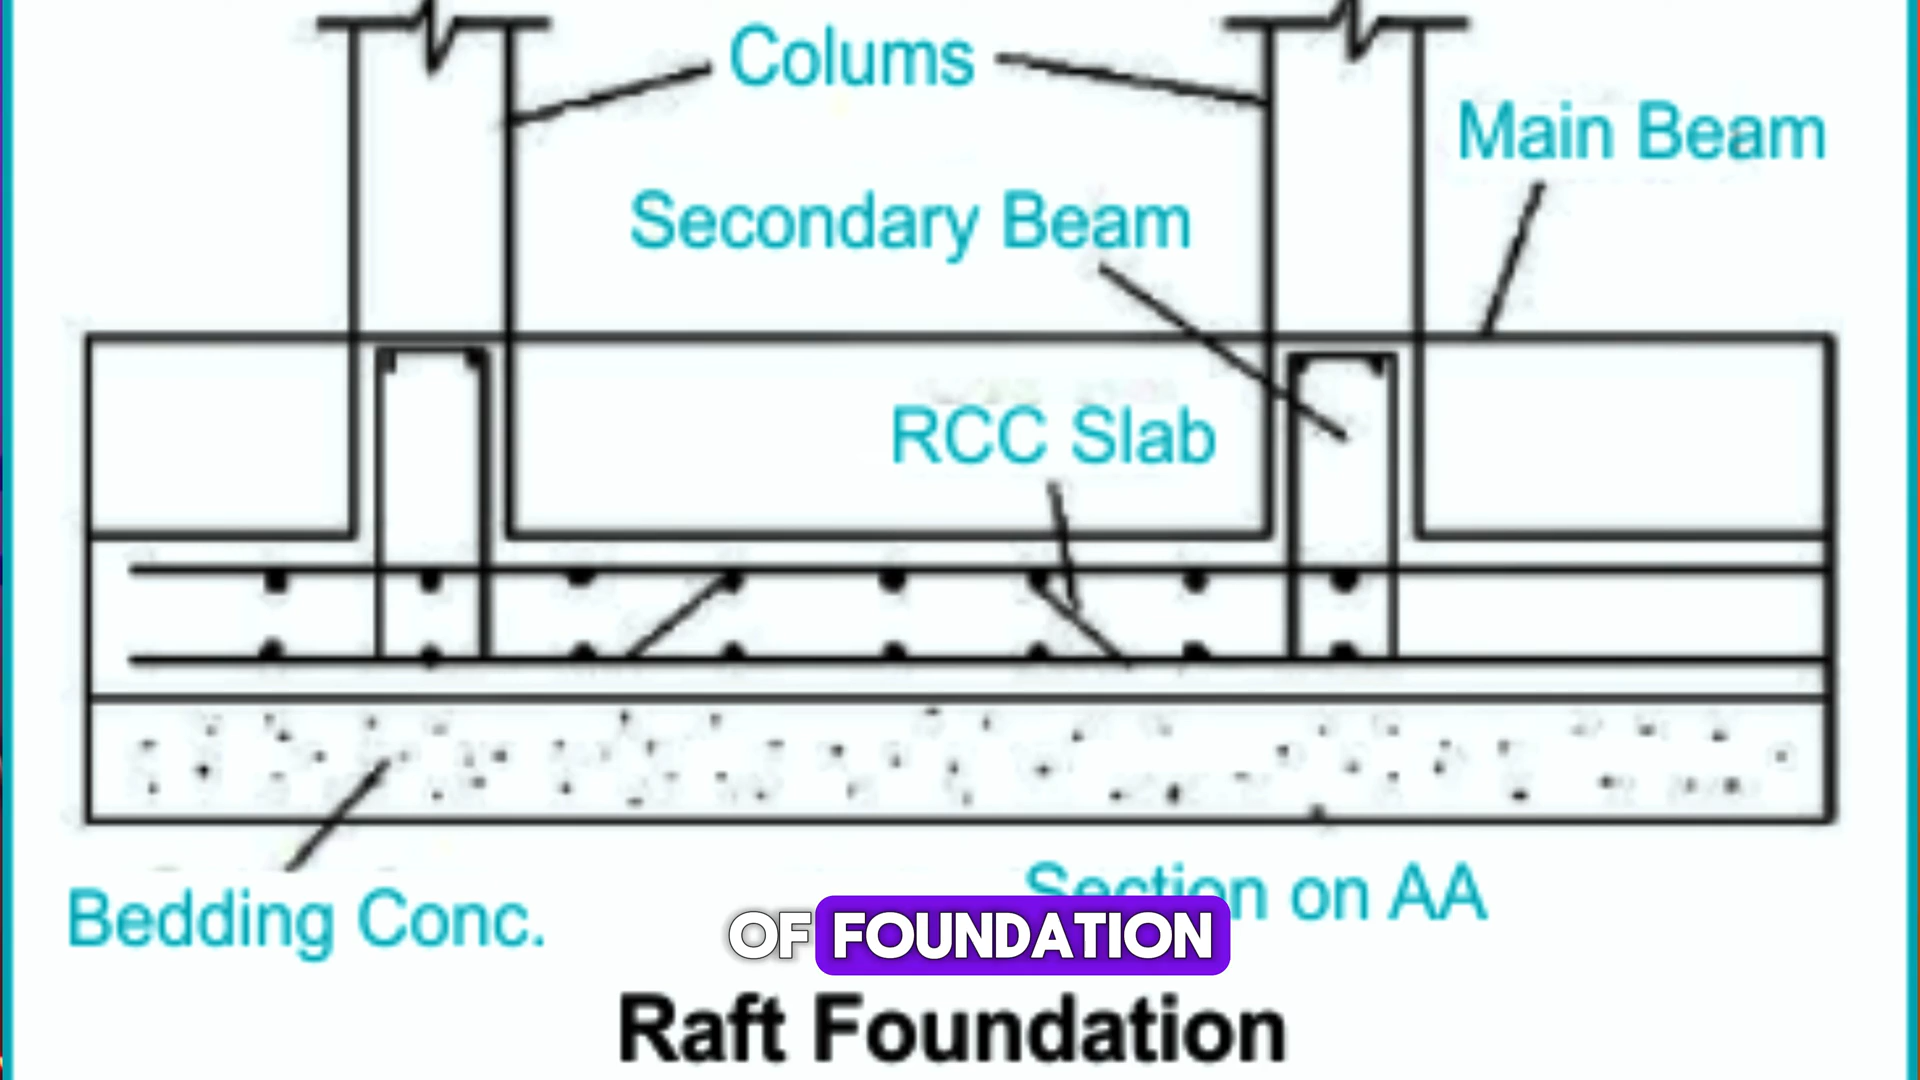 Colums
Main Beam
Secondary Beam
RCC Slab
Bedding Conc.
Section on AA
OF FOUNDATION
Raft Foundation